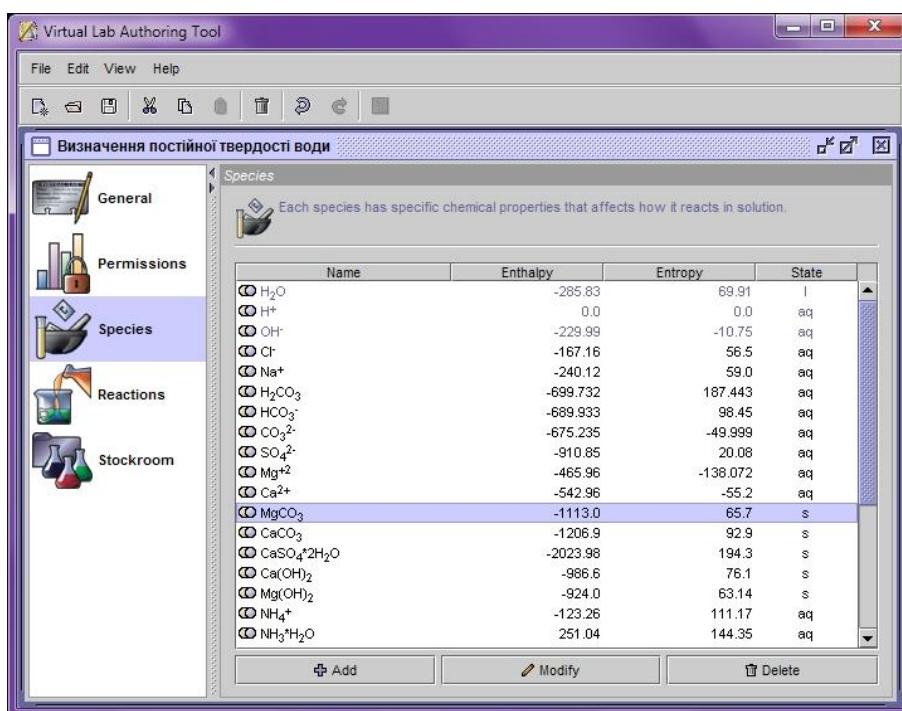 Virtual Lab Authoring Tool
File Edit View Help
Визначення постійної твердості води
General
Permissions
Species
Reactions
Stockroom
Species
Each species has specific chemical properties that affects how it reacts in solution.
Name Enthalpy Entropy State
H₂O -285.83 69.91 l
H⁺ 0.0 0.0 aq
OH⁻ -229.99 -10.75 aq
Cl⁻ -167.16 56.5 aq
Na⁺ -240.12 59.0 aq
H₂CO₃ -699.732 187.443 aq
HCO₃⁻ -689.933 98.45 aq
CO₃²⁻ -675.235 -49.999 aq
SO₄²⁻ -910.85 20.08 aq
Mg⁺² -465.96 -138.072 aq
Ca²⁺ -542.96 -55.2 aq
MgCO₃ -1113.0 65.7 s
CaCO₃ -1206.9 92.9 s
CaSO₄*2H₂O -2023.98 194.3 s
Ca(OH)₂ -986.6 76.1 s
Mg(OH)₂ -924.0 63.14 s
NH₄⁺ -123.26 111.17 aq
NH₃*H₂O 251.04 144.35 aq
Add Modify Delete